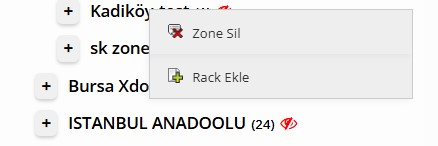 + Kadiköy test
Zone Sil
+ sk zone
Rack Ekle
+ Bursa Xdo
+ ISTANBUL ANADOOLU (24)